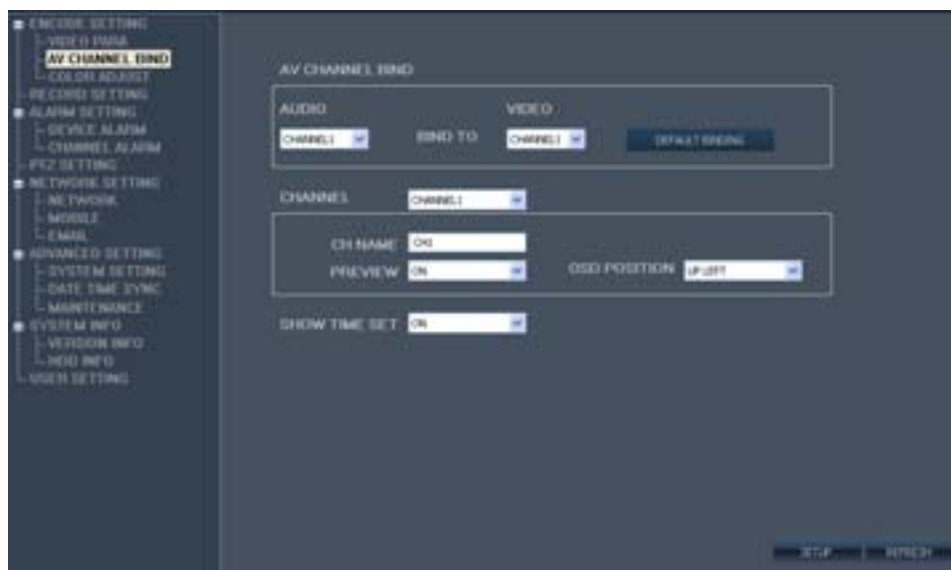 ENCODE SETTING
VIDEO PARA
AV CHANNEL BIND
COLOR ADJUST
RECORD SETTING
ALARM SETTING
DEVICE ALARM
CHANNEL ALARM
PTZ SETTING
NETWORK SETTING
NETWORK
MOBILE
EMAIL
ADVANCED SETTING
SYSTEM SETTING
DATE TIME SYNC
MAINTENANCE
SYSTEM INFO
VERSION INFO
HDD INFO
USER SETTING
AV CHANNEL BIND
AUDIO VIDEO
CHANNEL1 BIND TO CHANNEL1 DEFAULT BINDING
CHANNEL CHANNEL1
CH NAME CH1
PREVIEW ON OSD POSITION UP LEFT
SHOW TIME SET ON
SETUP REFRESH